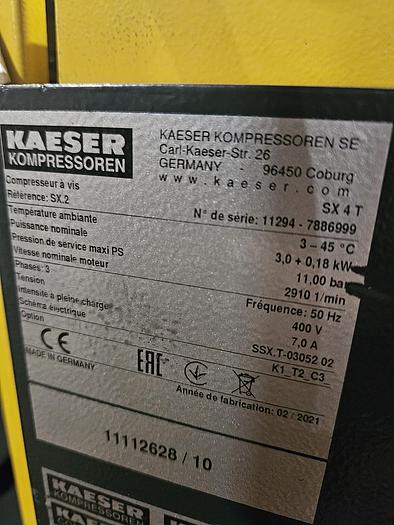 KAESER
KOMPRESSOREN
KAESER KOMPRESSOREN SE
Carl-Kaeser-Str. 26
GERMANY - 96450 Coburg
www.kaeser.com
Compresseur à vis SX 4 T
Référence: SX.2 N° de série: 11294 - 7886999
Température ambiante 3 – 45 °C
Puissance nominale 3,0 + 0,18 kW
Pression de service maxi PS 11,00 bar
Vitesse nominale moteur 2910 1/min
Phases: 3 Fréquence: 50 Hz
Tension 400 V
Intensité à pleine charge 7,0 A
Schéma électrique SSX.T-03052.02
Option K1_T2_C3_
CE
EAC
MADE IN GERMANY
Année de fabrication: 02 / 2021
11112628 / 10
KAESER
KOMPRESSOREN
KAESER